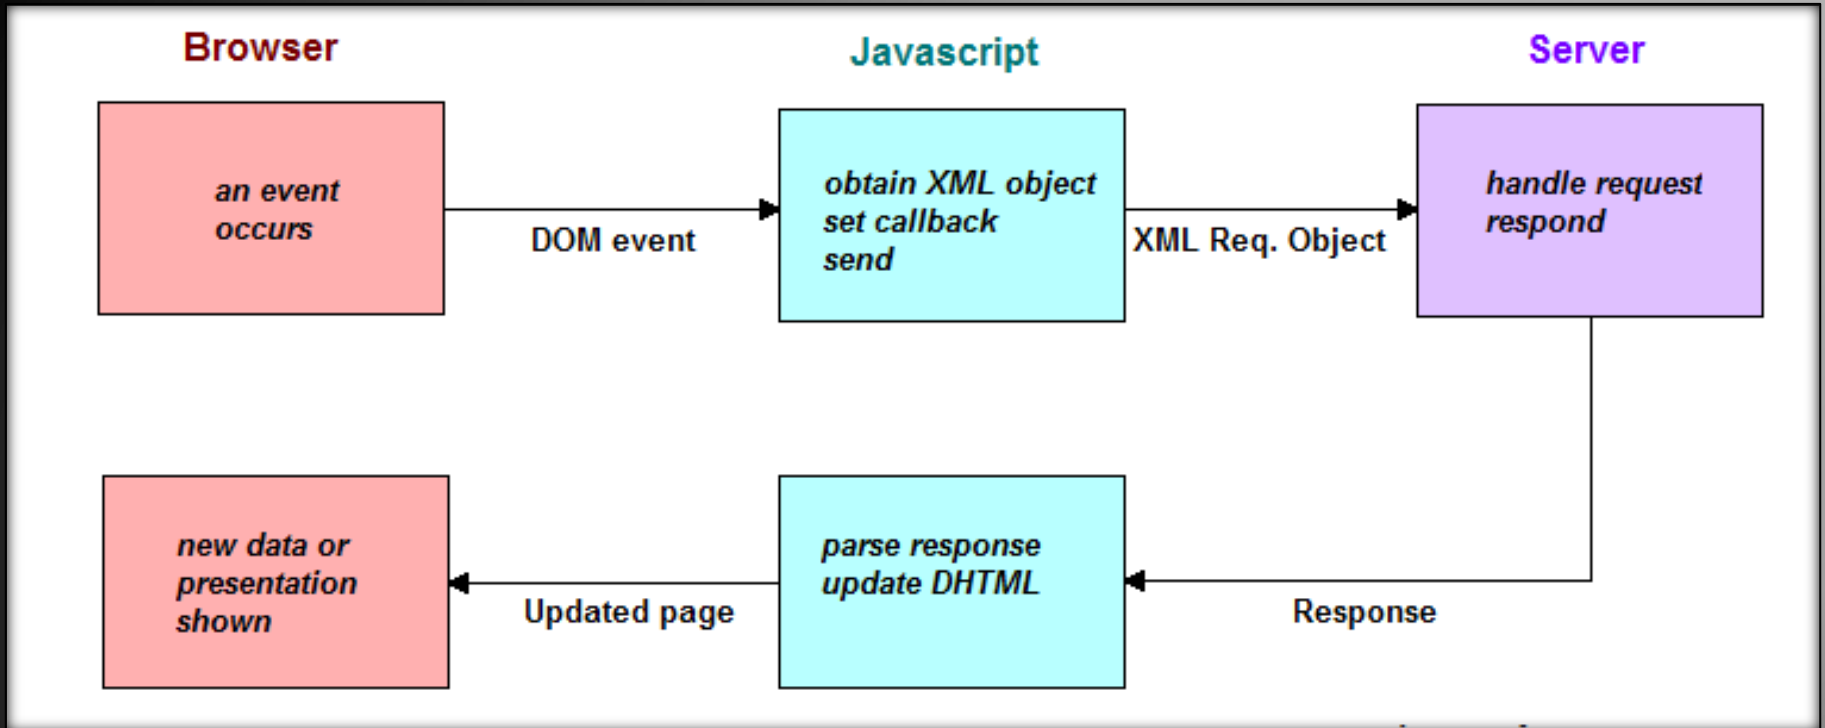 Browser
Javascript
Server
an event
occurs
DOM event
obtain XML object
set callback
send
XML Req. Object
handle request
respond
new data or
presentation
shown
Updated page
parse response
update DHTML
Response